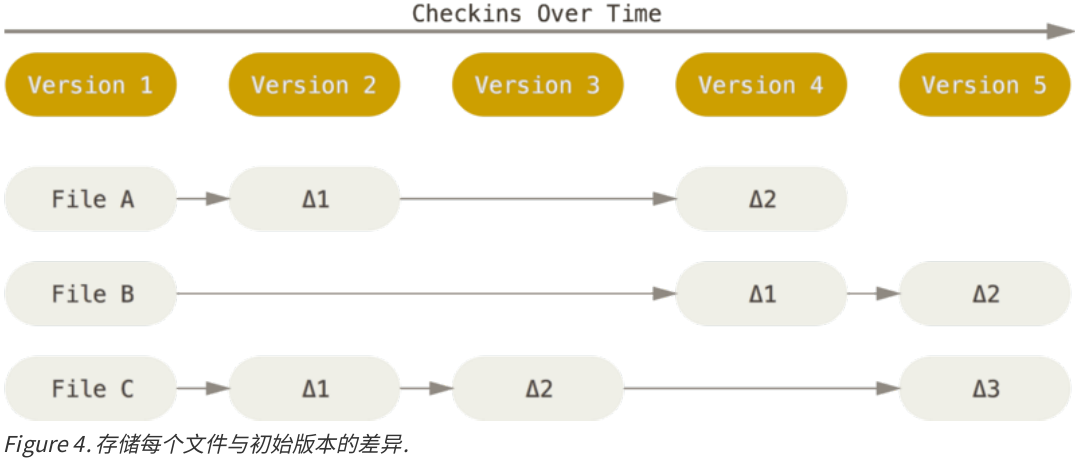 Checkins Over Time
Version 1 Version 2 Version 3 Version 4 Version 5
File A Δ1 Δ2
File B Δ1 Δ2
File C Δ1 Δ2 Δ3
Figure 4. 存储每个文件与初始版本的差异.